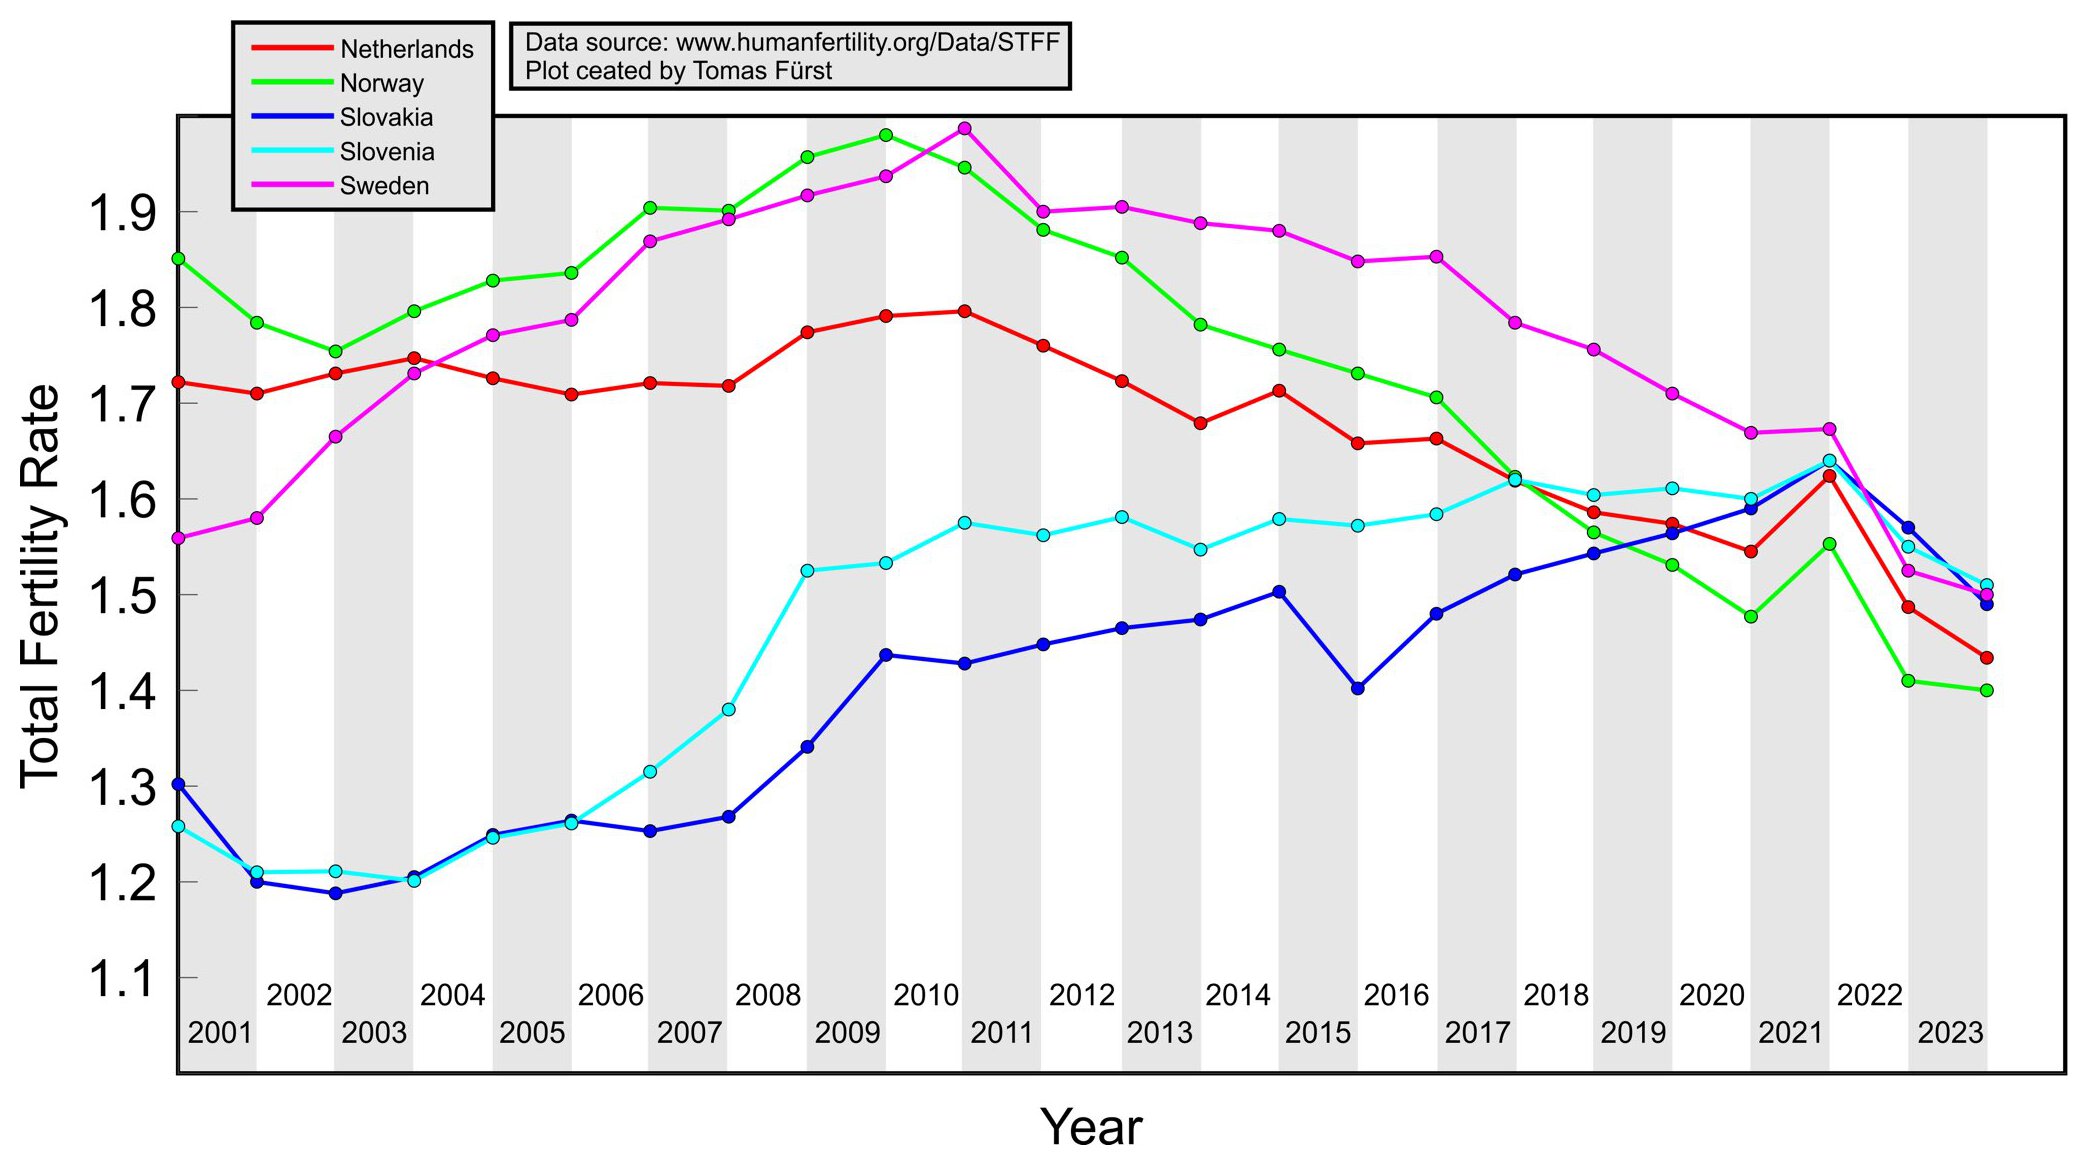 Netherlands
Norway
Slovakia
Slovenia
Sweden
Data source: www.humanfertility.org/Data/STFF
Plot ceated by Tomas Fürst
Total Fertility Rate
1.9
1.8
1.7
1.6
1.5
1.4
1.3
1.2
1.1
2002 2004 2006 2008 2010 2012 2014 2016 2018 2020 2022
2001 2003 2005 2007 2009 2011 2013 2015 2017 2019 2021 2023
Year